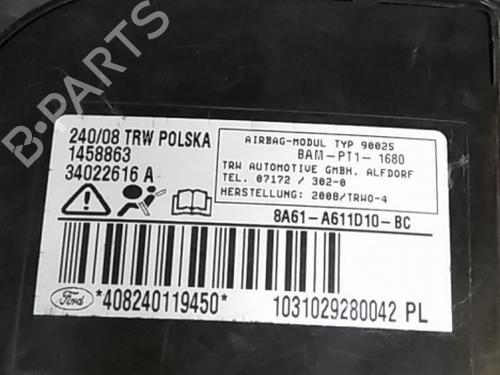 240/08 TRW POLSKA
1458863
34022616 A
AIRBAG-MODUL TYP 90025
BAM-PT1-1680
TRW AUTOMOTIVE GMBH. ALFDORF
TEL. 07172 / 302-0
HERSTELLUNG: 2008/TRWO-4
8A61-A611D10-BC
Ford
*408240119450*
1031029280042 PL
B-PARTS